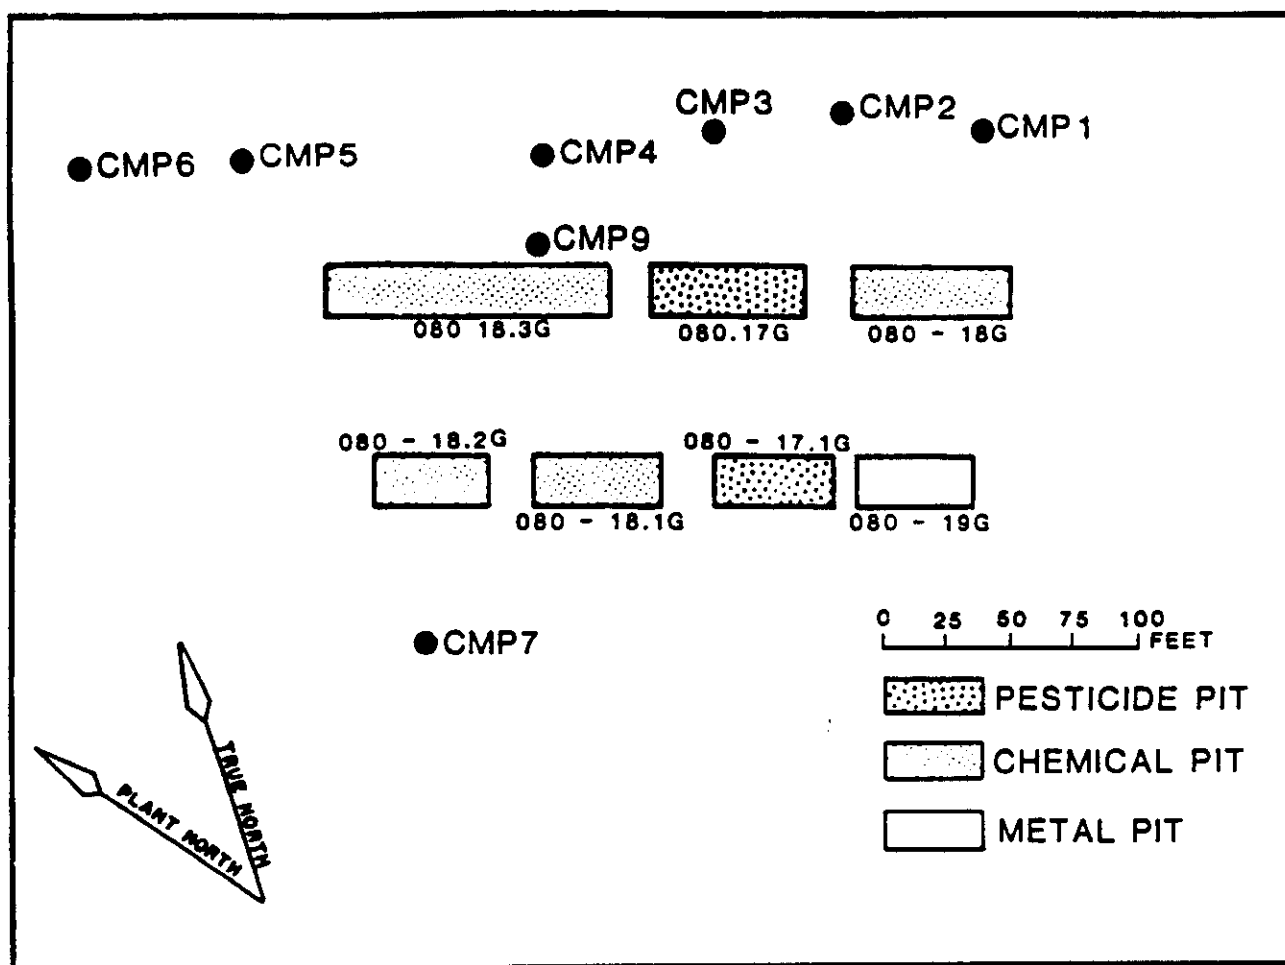 CMP3
CMP2
CMP1
CMP6
CMP5
CMP4
CMP9
080 18.3G
080.17G
080 - 18G
080 - 18.2G
080 - 17.1G
080 - 18.1G
080 - 19G
CMP7
0 25 50 75 100
FEET
PESTICIDE PIT
CHEMICAL PIT
METAL PIT
TRUE NORTH
PLANT NORTH